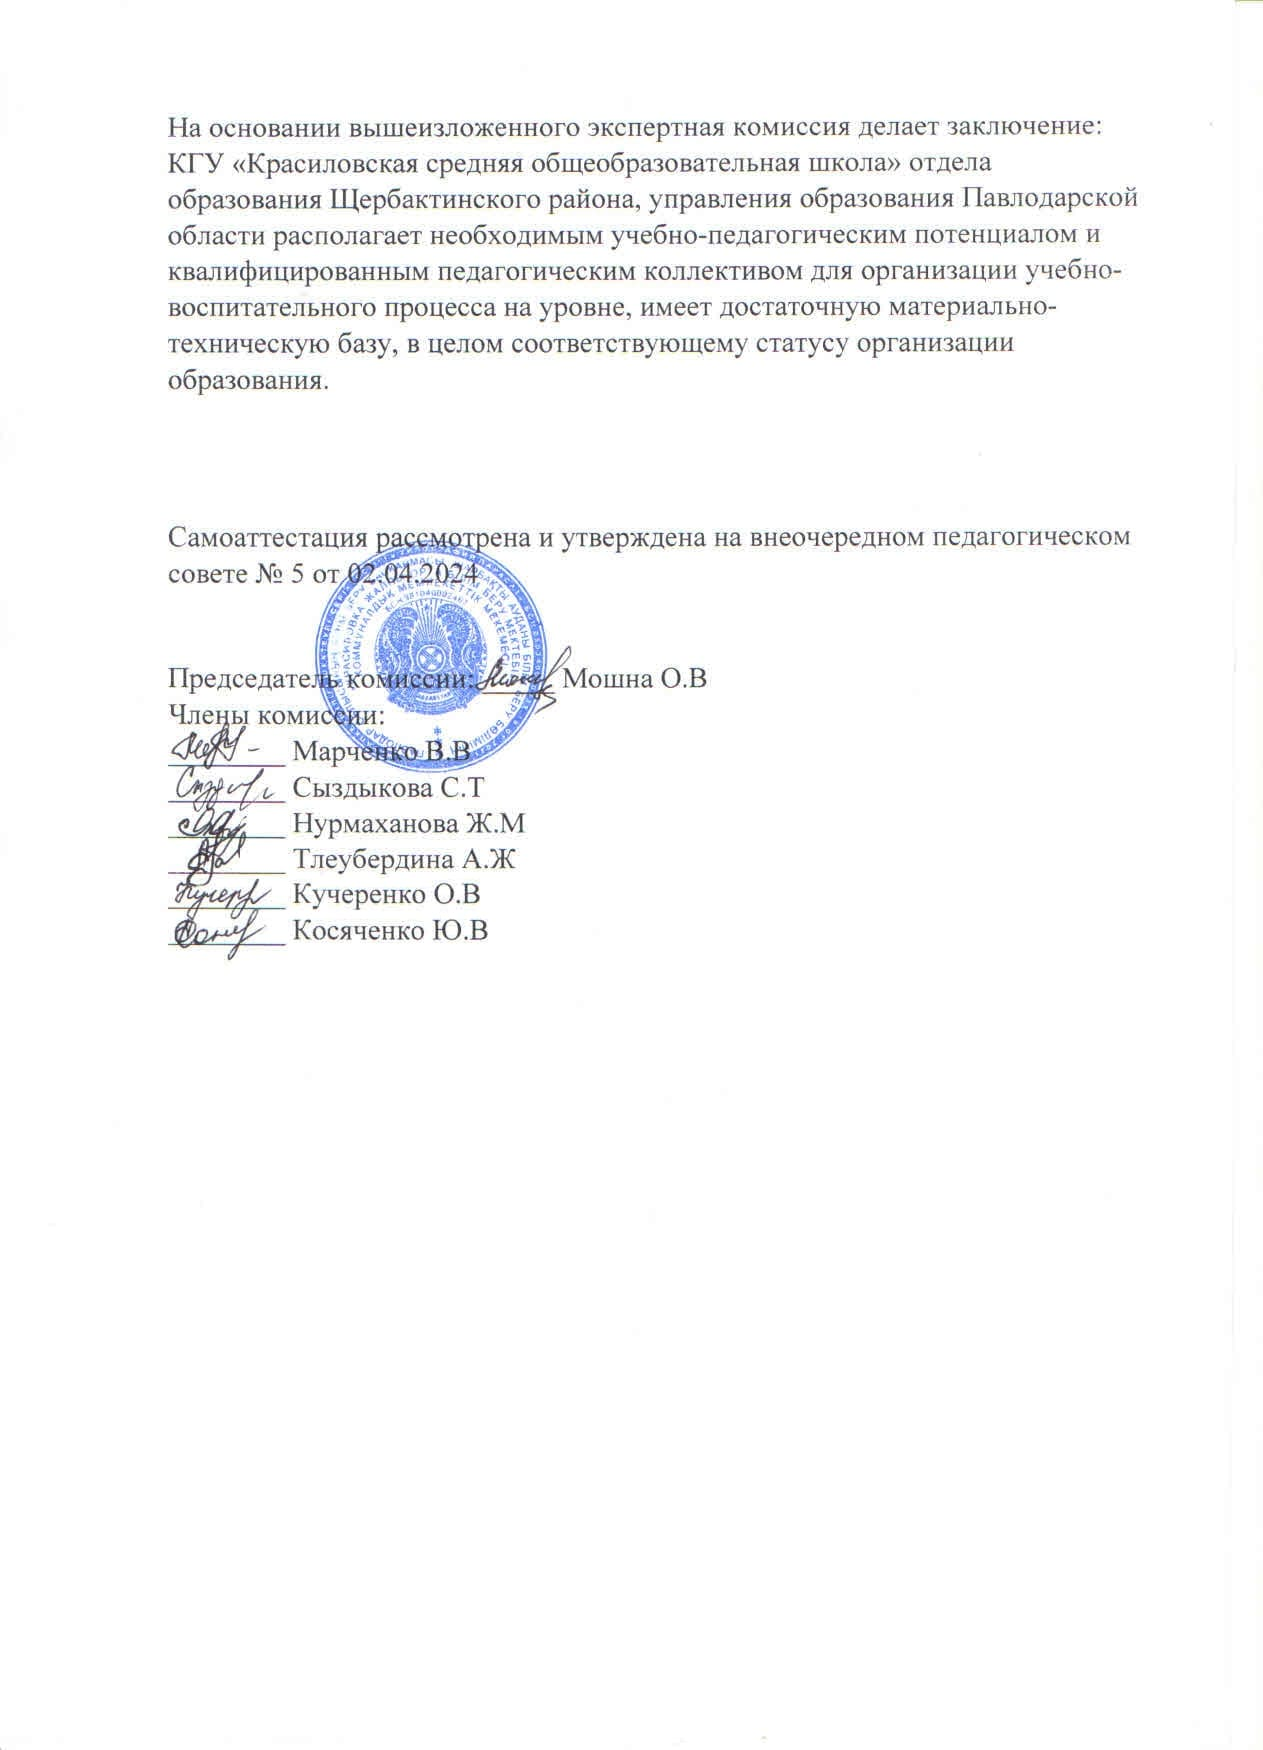 На основании вышеизложенного экспертная комиссия делает заключение:
КГУ «Красиловская средняя общеобразовательная школа» отдела
образования Щербактинского района, управления образования Павлодарской
области располагает необходимым учебно-педагогическим потенциалом и
квалифицированным педагогическим коллективом для организации учебно-
воспитательного процесса на уровне, имеет достаточную материально-
техническую базу, в целом соответствующему статусу организации
образования.
Самоаттестация рассмотрена и утверждена на внеочередном педагогическом
совете № 5 от 02.04.2024
Председатель комиссии: Мошна О.В
Члены комиссии:
Марченко В.В
Сыздыкова С.Т
Нурмаханова Ж.М
Тлеубердина А.Ж
Кучеренко О.В
Косяченко Ю.В